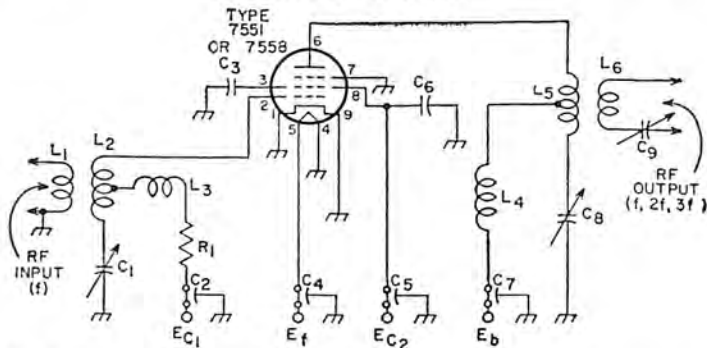 TYPE
7551
OR 7558
6
C3
3
2
1
5
4
9
7
8
C6
L5
L6
C9
L1
L2
L3
R1
L4
C8
RF
OUTPUT
(f, 2f, 3f)
RF
INPUT
(f)
C1
C2
C4
C5
C7
EC1
Ef
EC2
Eb